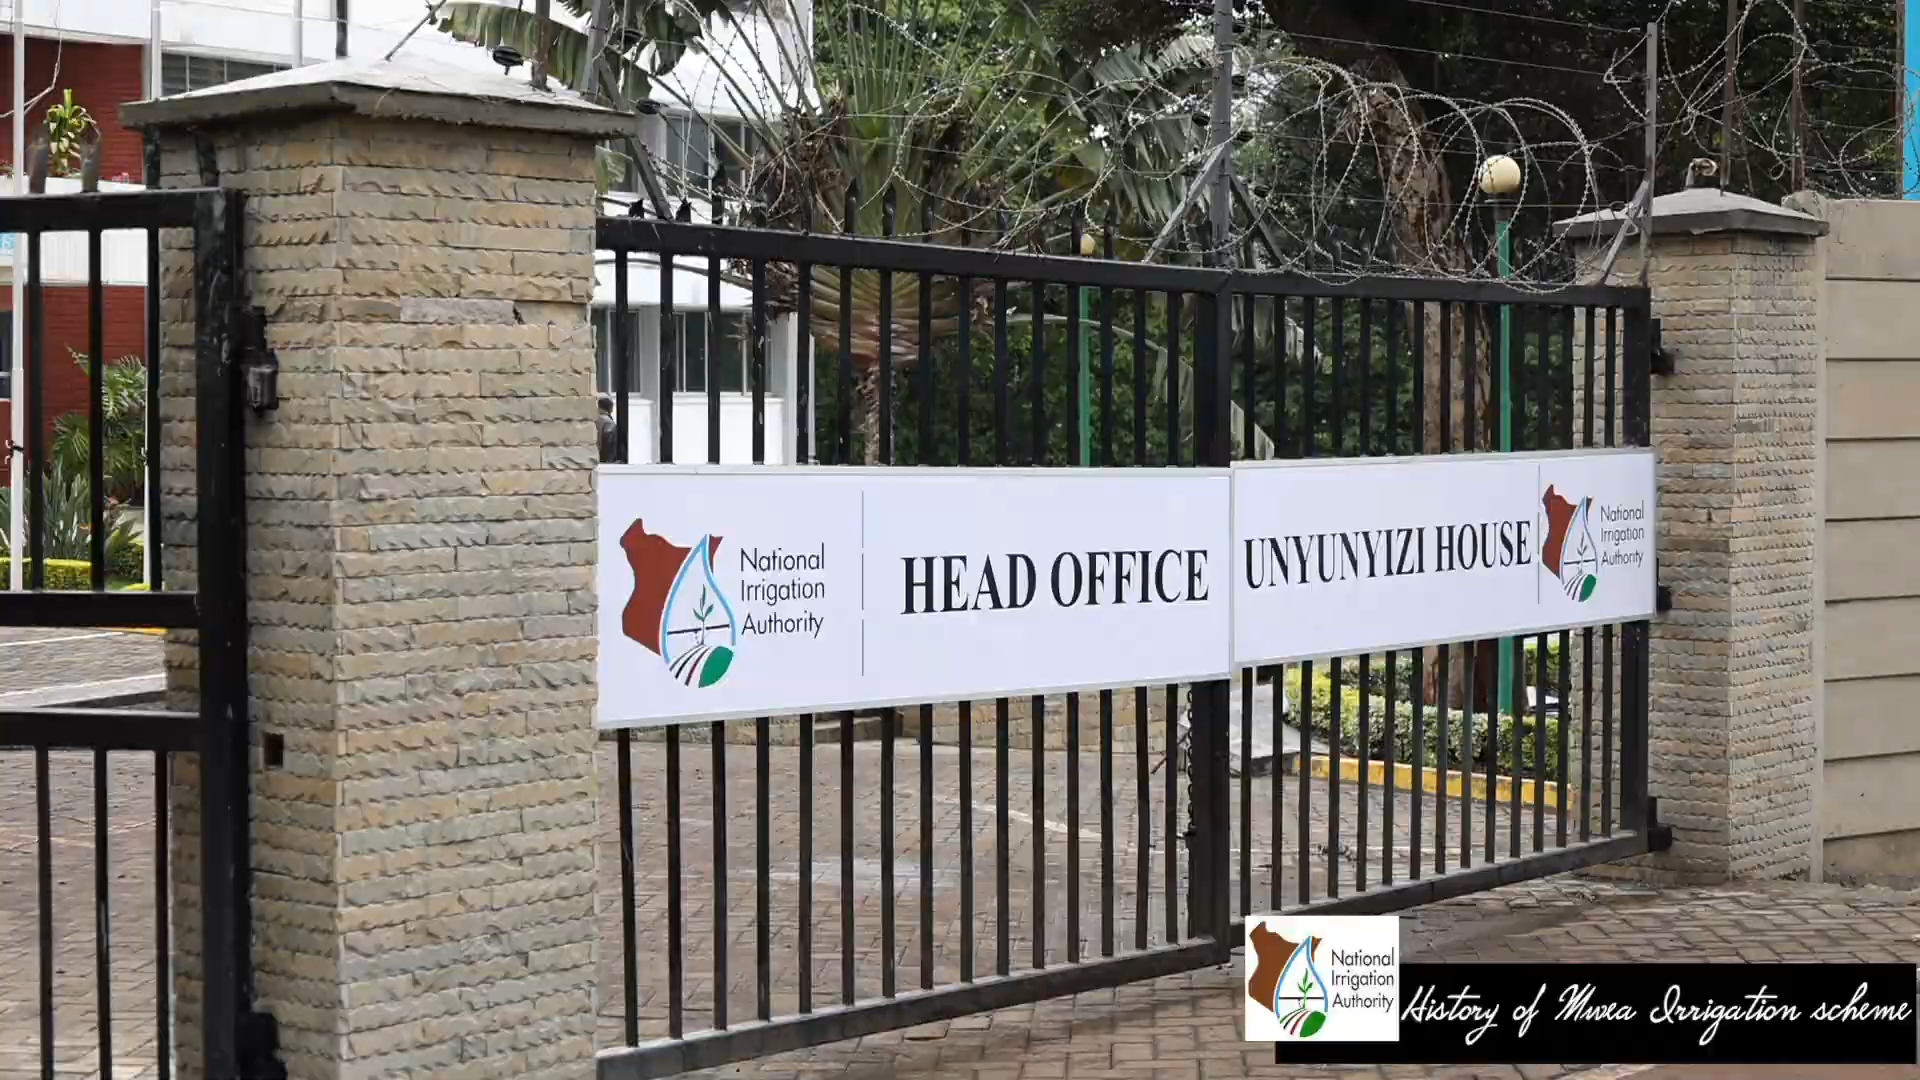 National
Irrigation
Authority
HEAD OFFICE
UNYUNYIZI HOUSE
National
Irrigation
Authority
National
Irrigation
Authority
History of Mwea Irrigation scheme